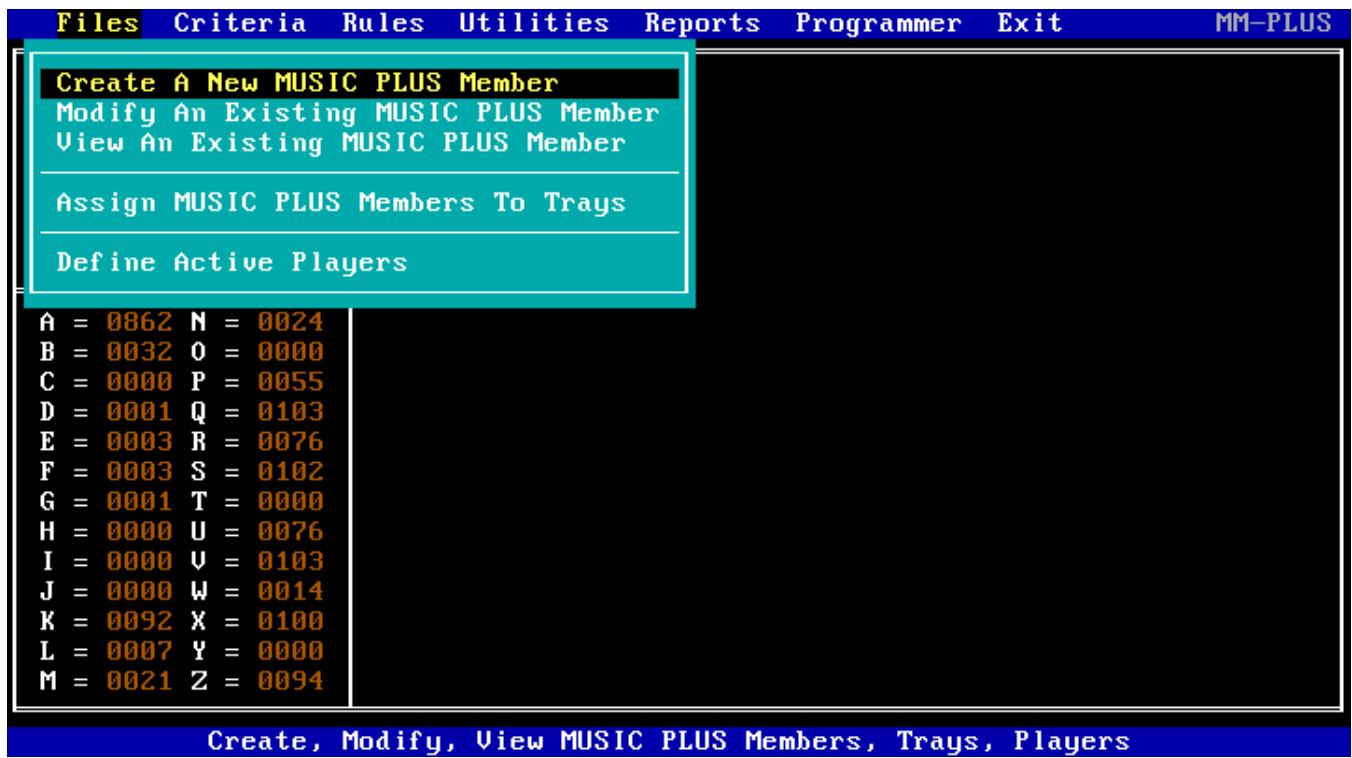 Files Criteria Rules Utilities Reports Programmer Exit MM-PLUS
Create A New MUSIC PLUS Member
Modify An Existing MUSIC PLUS Member
View An Existing MUSIC PLUS Member
Assign MUSIC PLUS Members To Trays
Define Active Players
A = 0862 N = 0024
B = 0032 O = 0000
C = 0000 P = 0055
D = 0001 Q = 0103
E = 0003 R = 0076
F = 0003 S = 0102
G = 0001 T = 0000
H = 0000 U = 0076
I = 0000 V = 0103
J = 0000 W = 0014
K = 0092 X = 0100
L = 0007 Y = 0000
M = 0021 Z = 0094
Create, Modify, View MUSIC PLUS Members, Trays, Players